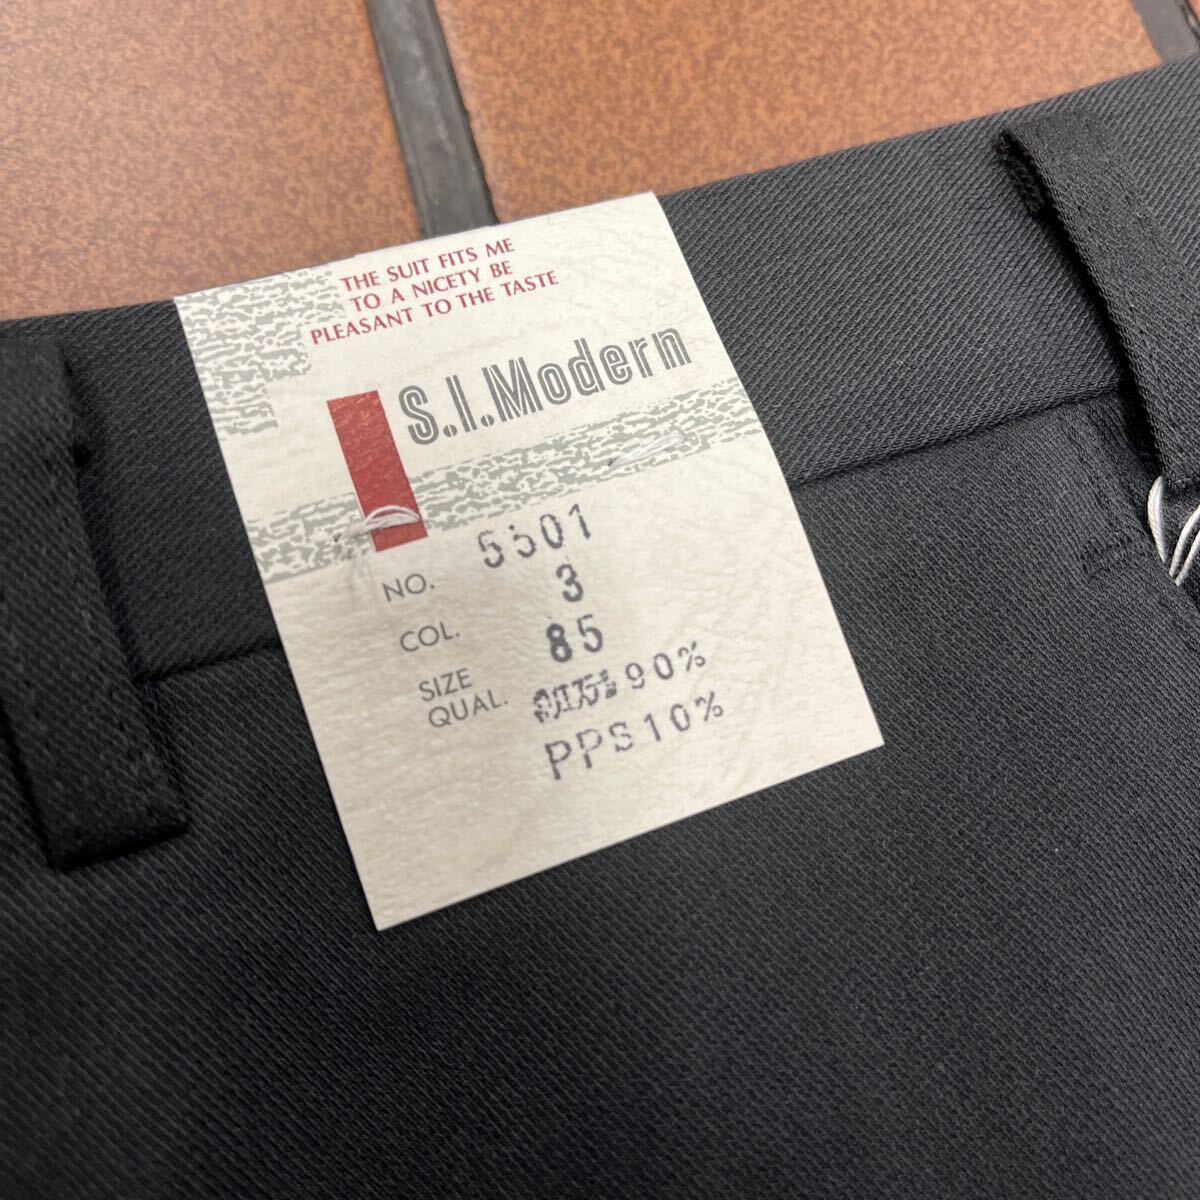 THE SUIT FITS ME
TO A NICETY BE
PLEASANT TO THE TASTE
S.I.Modern
NO. 5501
COL. 3
SIZE 85
QUAL. 90%
PPS10%